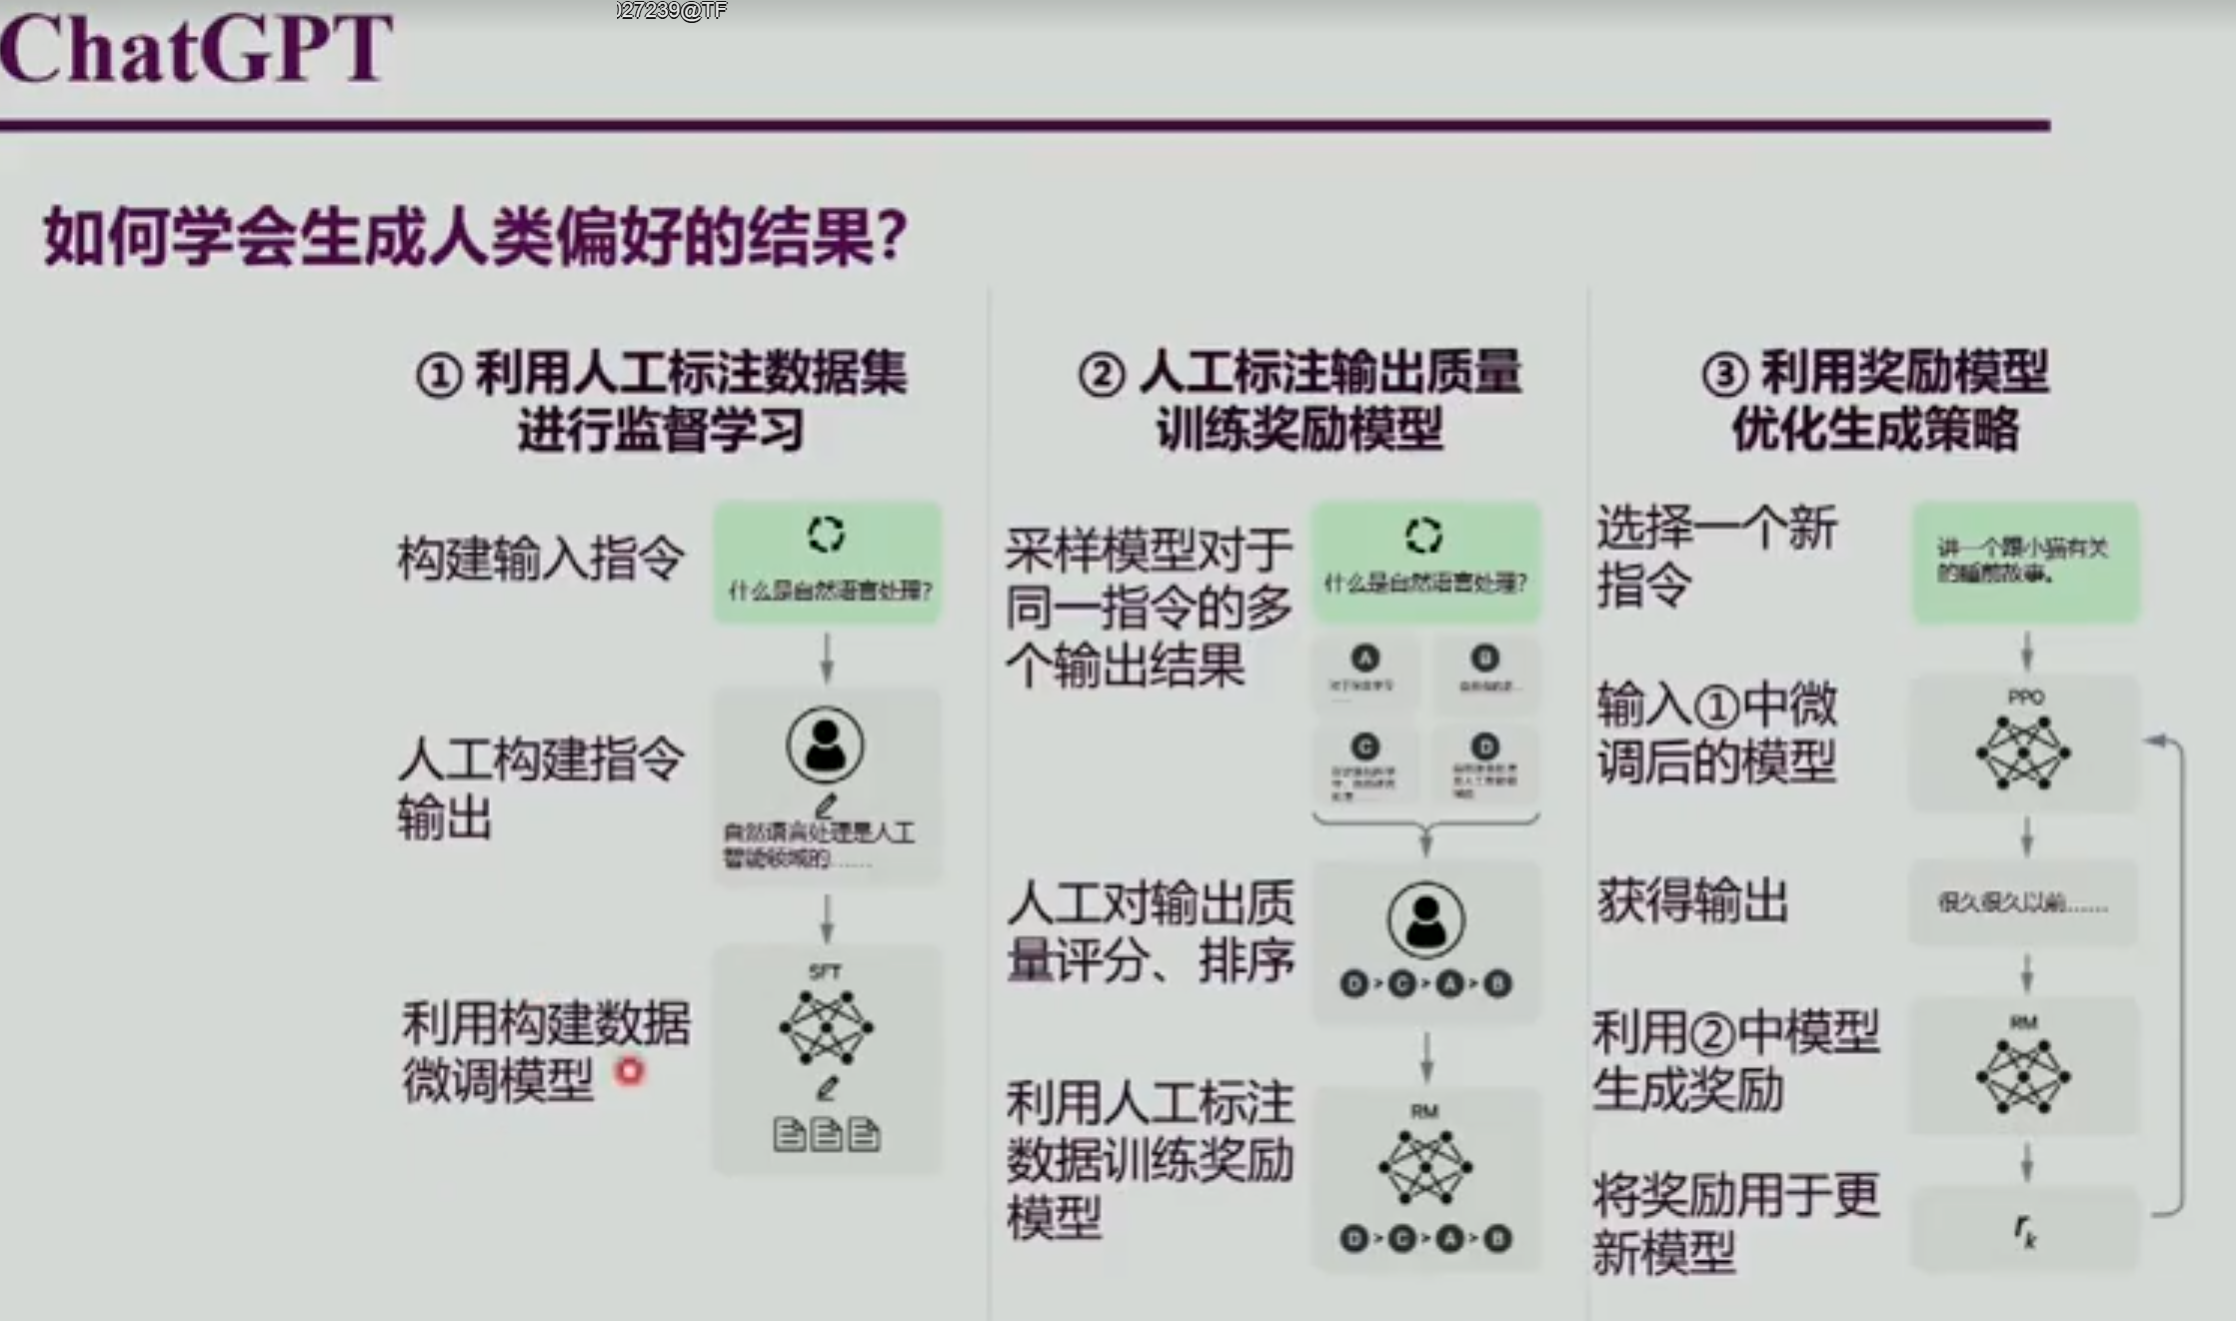 027239@TF
ChatGPT
如何学会生成人类偏好的结果？
① 利用人工标注数据集
进行监督学习
构建输入指令
什么是自然语言处理？
人工构建指令
输出
自然语言处理是人工
智能领域的……
利用构建数据
微调模型
SFT
② 人工标注输出质量
训练奖励模型
采样模型对于
同一指令的多
个输出结果
什么是自然语言处理？
A
B
C
D
人工对输出质
量评分、排序
D > C > A > B
利用人工标注
数据训练奖励
模型
RM
D > C > A > B
③ 利用奖励模型
优化生成策略
选择一个新
指令
讲一个跟小猫有关
的睡前故事。
输入①中微
调后的模型
PPO
获得输出
很久很久以前……
利用②中模型
生成奖励
RM
将奖励用于更
新模型
rk